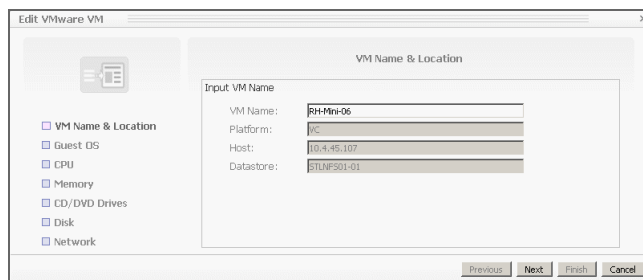 Edit VMware VM
VM Name & Location
Guest OS
CPU
Memory
CD/DVD Drives
Disk
Network
VM Name & Location
Input VM Name
VM Name: RH-Mini-06
Platform: VC
Host: 10.4.45.107
Datastore: STLNFS01-01
Previous Next Finish Cancel